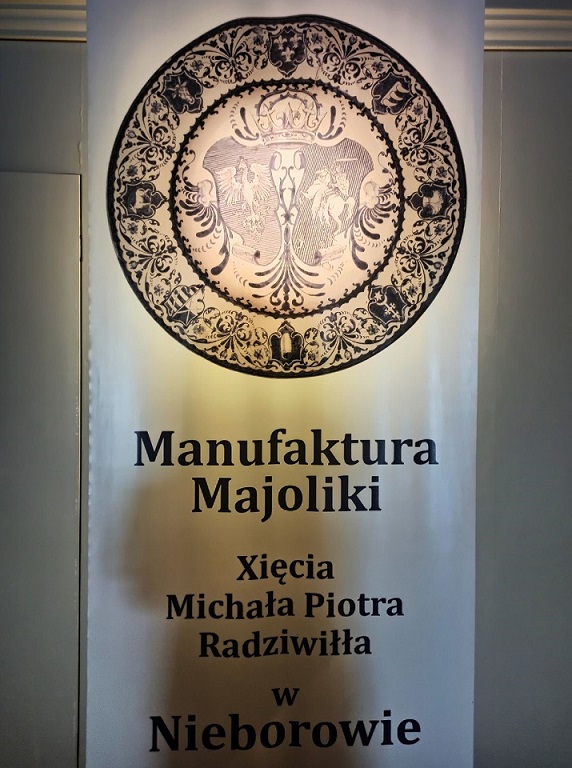 Manufaktura
Majoliki
Xięcia
Michała Piotra
Radziwiłła
w
Nieborowie